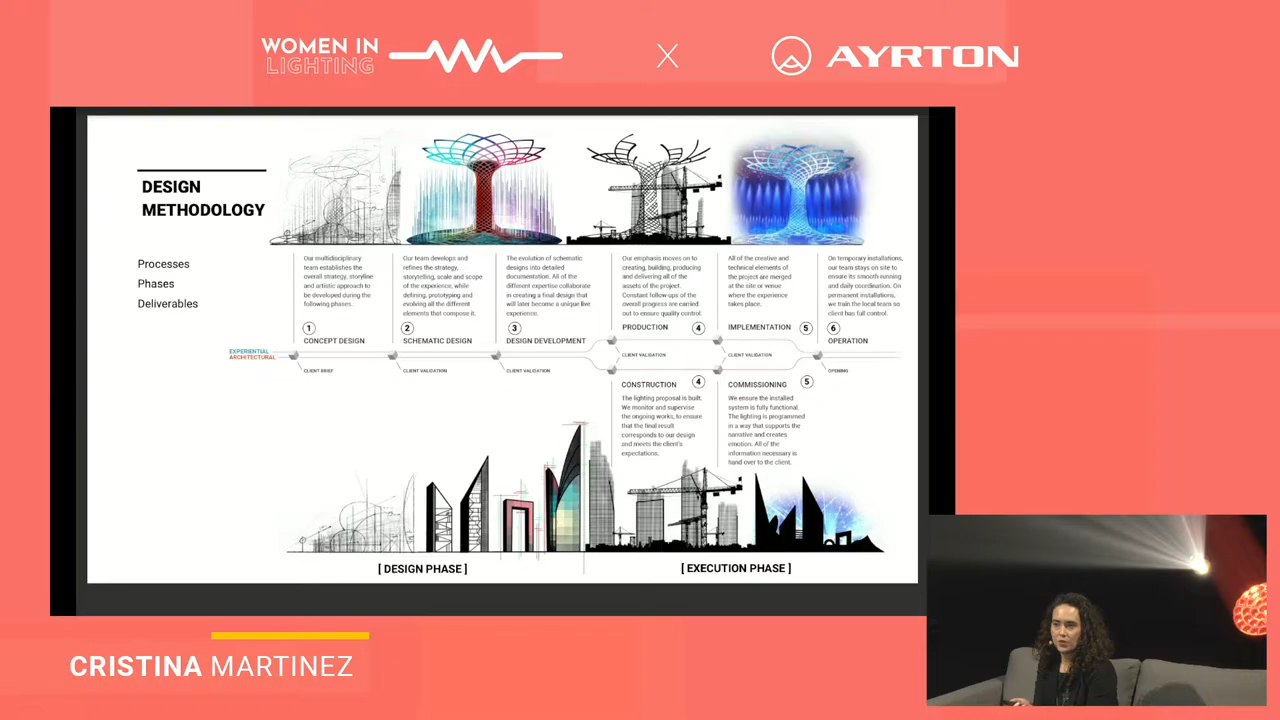 WOMEN IN
LIGHTING
X
AYRTON
DESIGN
METHODOLOGY
Processes
Phases
Deliverables
Our multidisciplinary
team establishes the
overall strategy, storyline
and artistic approach to
be developed during the
following phases.
1
CONCEPT DESIGN
Our team develops and
refines the strategy,
storytelling, scale and scope
of the experience, while
defining, prototyping and
evolving all the different
elements that compose it.
2
SCHEMATIC DESIGN
The evolution of schematic
designs into detailed
documentation. All of the
different expertise collaborate
in creating a final design that
will later become a unique live
experience.
3
DESIGN DEVELOPMENT
Our emphasis moves on to
creating, building, producing
and delivering all of the
assets of the project.
Constant follow-ups of the
overall progress are carried
out to ensure quality control.
PRODUCTION
4
All of the creative and
technical elements of
the project are merged
at the site or venue
where the experience
takes place.
IMPLEMENTATION
5
On temporary installations,
our team stays on site to
ensure its smooth running
and daily coordination. On
permanent installations,
we train the local team so
client has full control.
6
OPERATION
EXPERIENTIAL
ARCHITECTURAL
CLIENT BRIEF
CLIENT VALIDATION
CLIENT VALIDATION
CLIENT VALIDATION
CLIENT VALIDATION
OPENING
CONSTRUCTION
4
The lighting proposal is built.
We monitor and supervise
the ongoing works, to ensure
that the final result
corresponds to our design
and meets the client's
expectations.
COMMISSIONING
5
We ensure the installed
system is fully functional.
The lighting is programmed
in a way that supports the
narrative and creates
emotion. All of the
information necessary is
hand over to the client.
[ DESIGN PHASE ]
[ EXECUTION PHASE ]
CRISTINA MARTINEZ